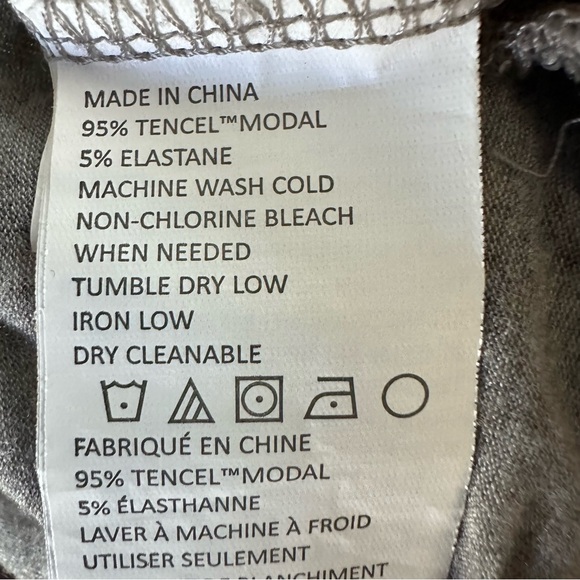 MADE IN CHINA
95% TENCEL™MODAL
5% ELASTANE
MACHINE WASH COLD
NON-CHLORINE BLEACH
WHEN NEEDED
TUMBLE DRY LOW
IRON LOW
DRY CLEANABLE
FABRIQUÉ EN CHINE
95% TENCEL™MODAL
5% ÉLASTHANNE
LAVER À MACHINE À FROID
UTILISER SEULEMENT
BLANCHIMENT